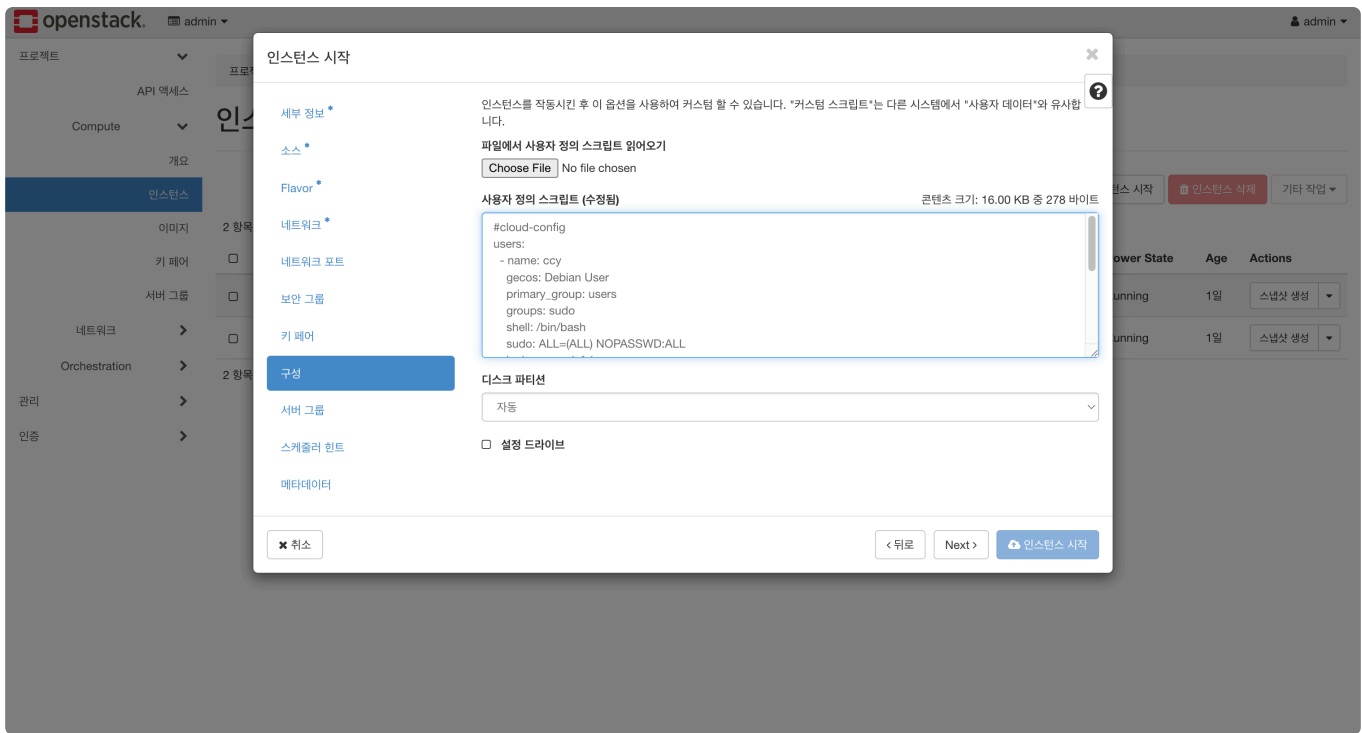 openstack. admin
admin
프로젝트
API 액세스
Compute
개요
인스턴스
이미지
키 페어
서버 그룹
네트워크
Orchestration
관리
인증
2 항목
2 항목
인스턴스 삭제
기타 작업
Age
Actions
1일
스냅샷 생성
1일
스냅샷 생성
인스턴스 시작
세부 정보 *
소스 *
Flavor *
네트워크 *
네트워크 포트
보안 그룹
키 페어
구성
서버 그룹
스케줄러 힌트
메타데이터
인스턴스를 작동시킨 후 이 옵션을 사용하여 커스텀 할 수 있습니다. "커스텀 스크립트"는 다른 시스템에서 "사용자 데이터"와 유사합
니다.
파일에서 사용자 정의 스크립트 읽어오기
Choose File No file chosen
사용자 정의 스크립트 (수정됨) 콘텐츠 크기: 16.00 KB 중 278 바이트
#cloud-config
users:
- name: ccy
gecos: Debian User
primary_group: users
groups: sudo
shell: /bin/bash
sudo: ALL=(ALL) NOPASSWD:ALL
디스크 파티션
자동
설정 드라이브
취소
뒤로
Next
인스턴스 시작